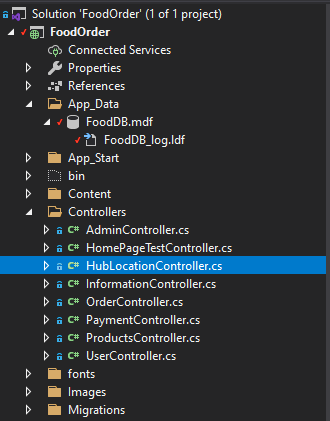 Solution 'FoodOrder' (1 of 1 project)
FoodOrder
Connected Services
Properties
References
App_Data
FoodDB.mdf
FoodDB_log.ldf
App_Start
bin
Content
Controllers
C# AdminController.cs
C# HomePageTestController.cs
C# HubLocationController.cs
C# InformationController.cs
C# OrderController.cs
C# PaymentController.cs
C# ProductsController.cs
C# UserController.cs
fonts
Images
Migrations